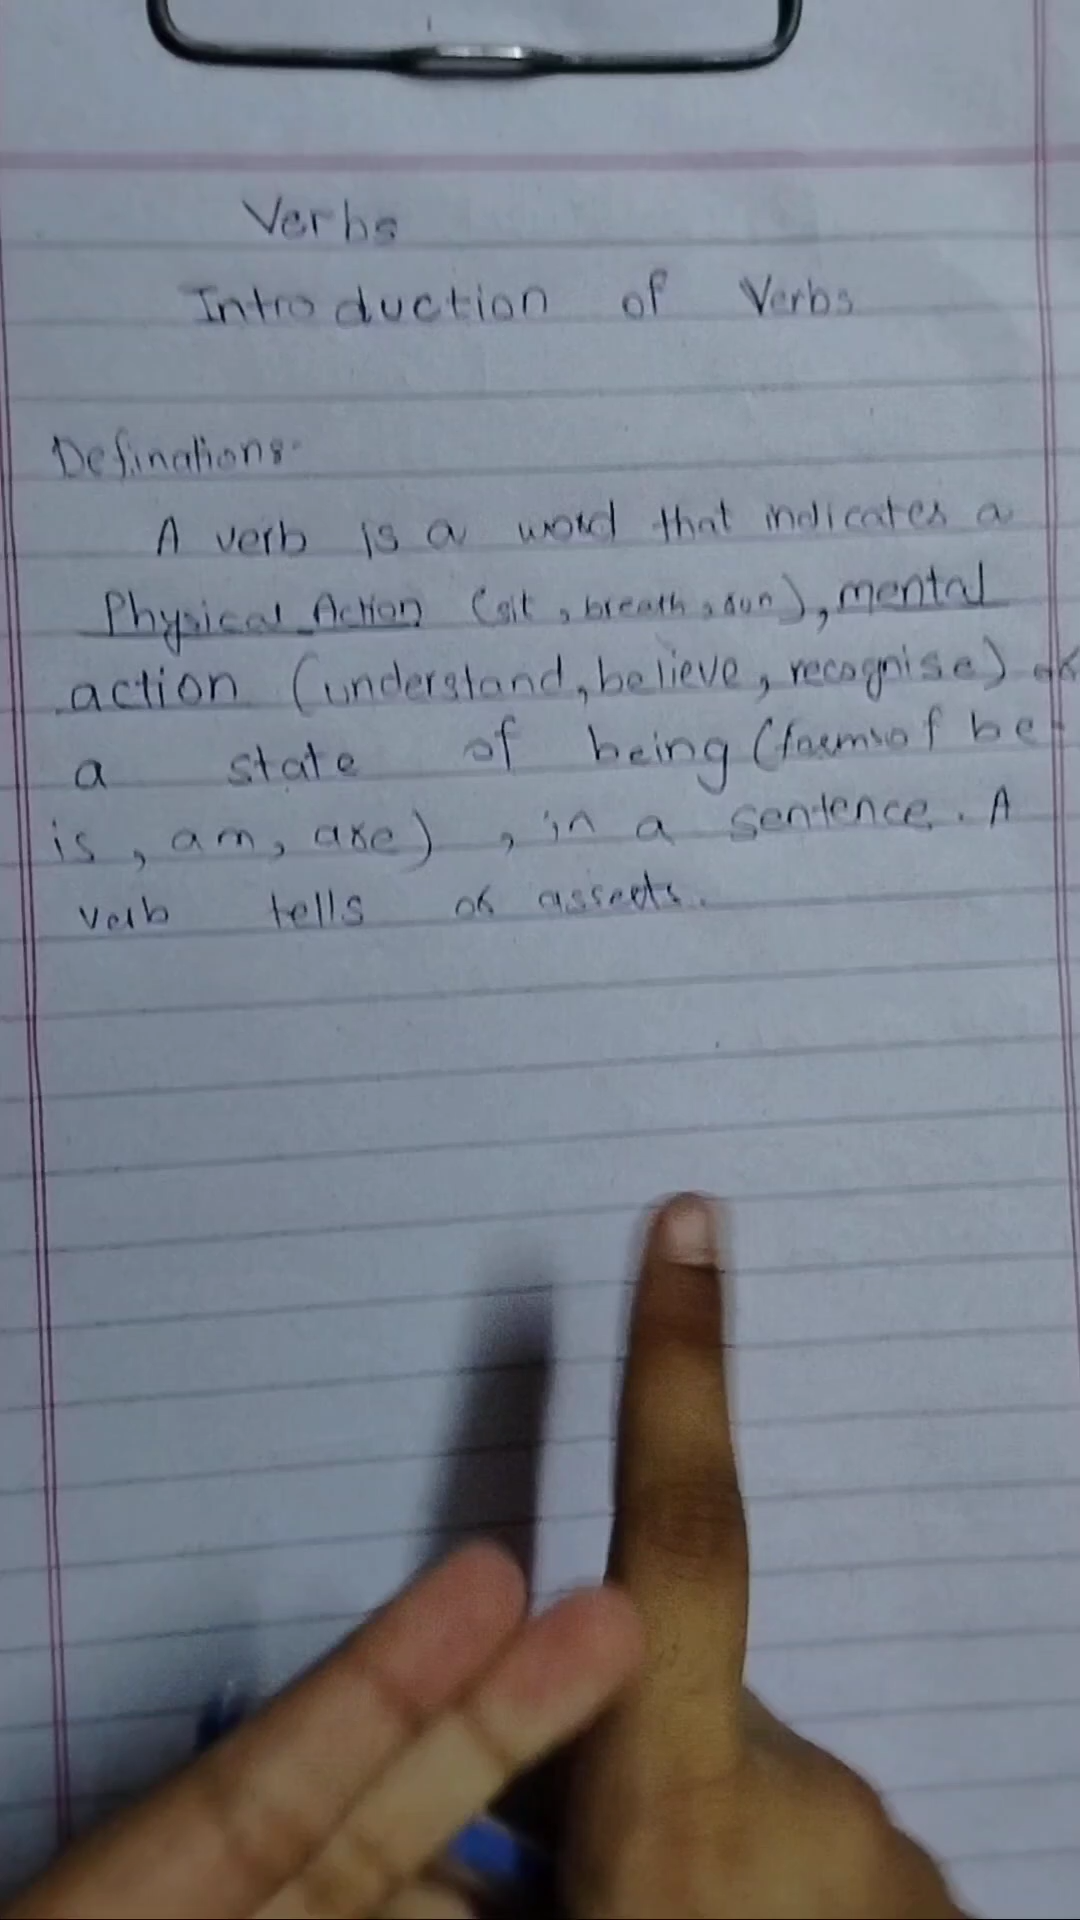 Verbs
Introduction of Verbs
Definations:
A verb is a word that indicates a
Physical Action (sit, breath, run), mental
action (understand, believe, recognise) or
a state of being (forms of be
is, am, are), in a sentence. A
verb tells or asserts.